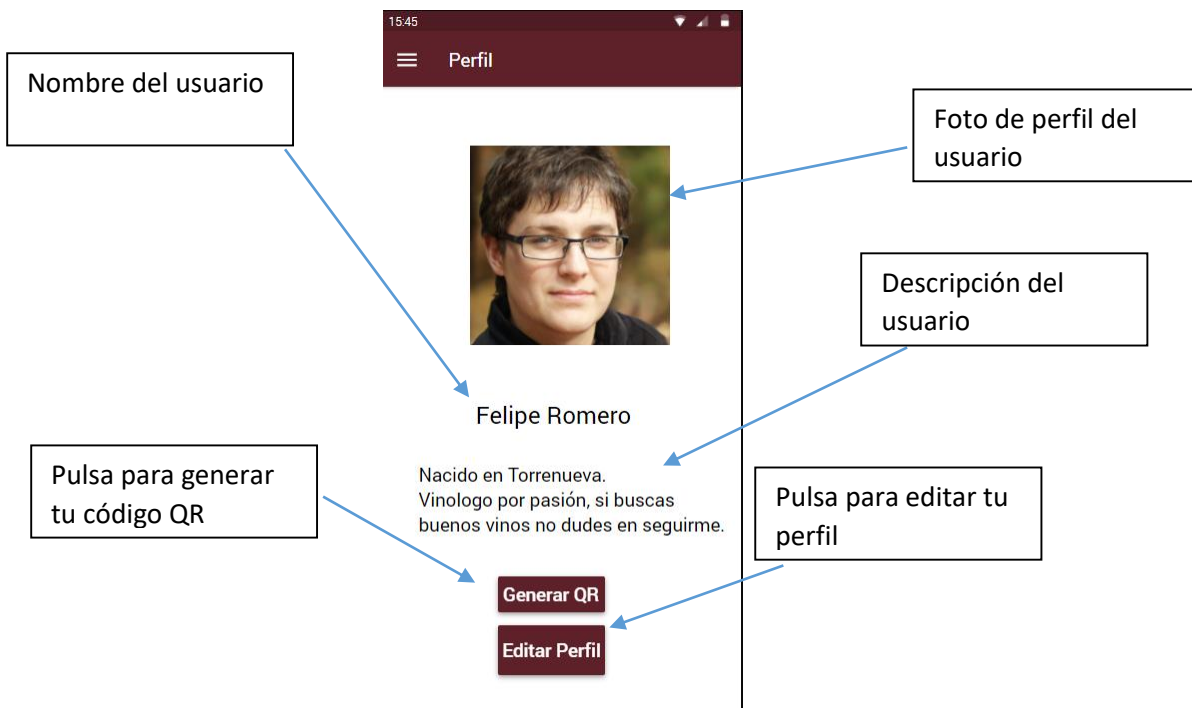 15:45
Perfil
Nombre del usuario
Foto de perfil del
usuario
Descripción del
usuario
Felipe Romero
Pulsa para generar
tu código QR
Nacido en Torrenueva.
Vinologo por pasión, si buscas
buenos vinos no dudes en seguirme.
Pulsa para editar tu
perfil
Generar QR
Editar Perfil